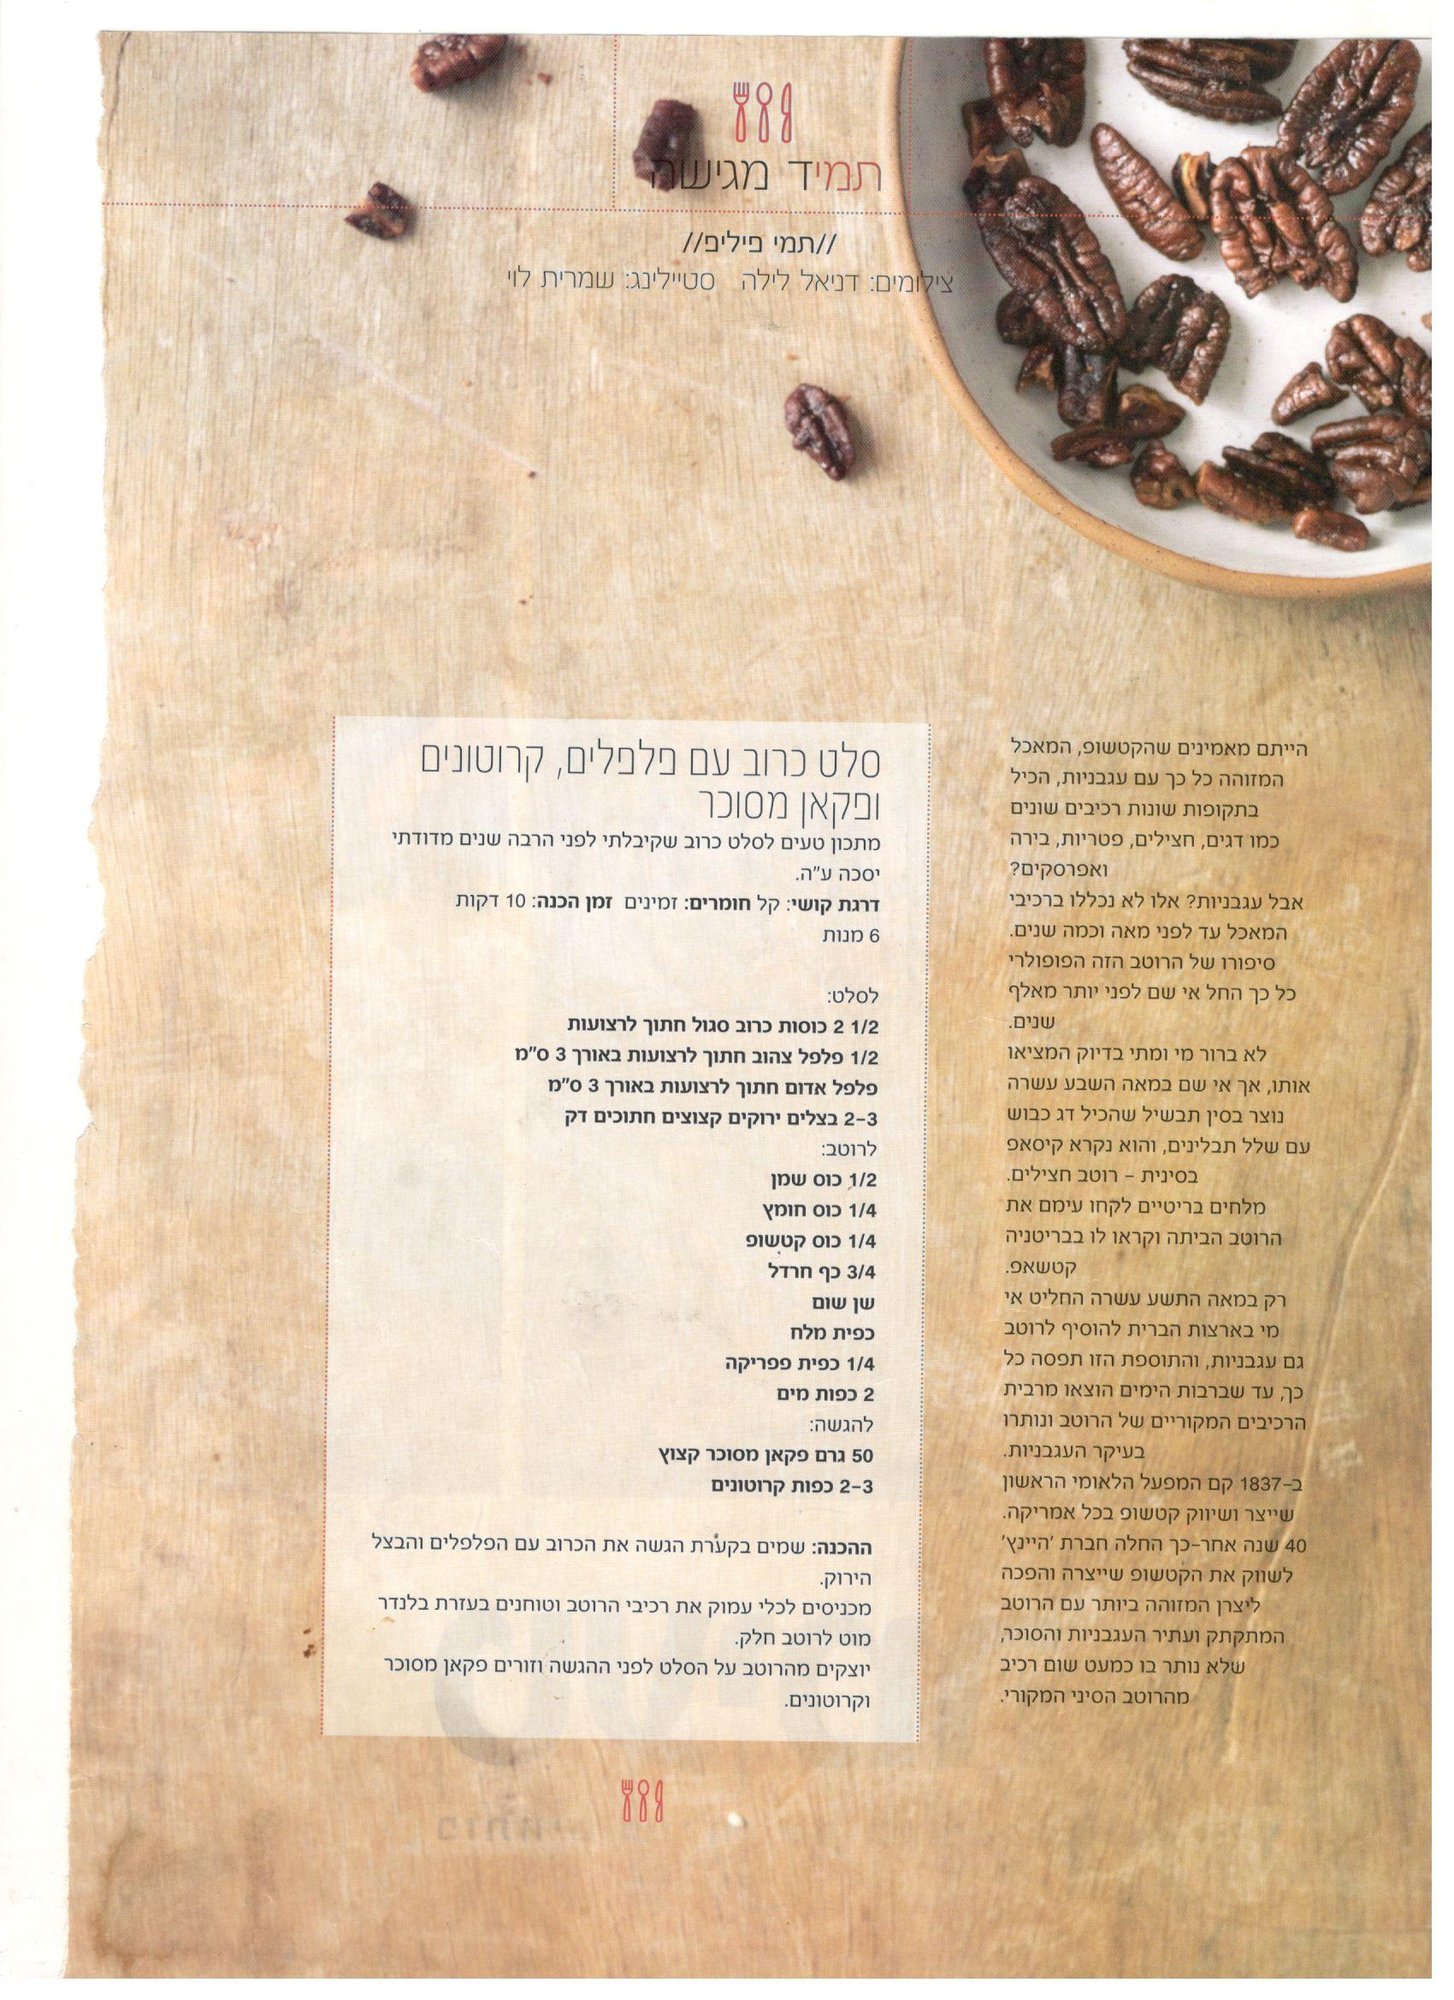 תמיד מגישה
//תמי פיליפ//
צילומים: דניאל לילה סטיילינג: שמרית לוי
הייתם מאמינים שהקטשופ, המאכל
המזוהה כל כך עם עגבניות, הכיל
בתקופות שונות רכיבים שונים
כמו דגים, חצילים, פטריות, בירה
ואפרסקים?
אבל עגבניות? אלו לא נכללו ברכיבי
המאכל עד לפני מאה וכמה שנים.
סיפורו של הרוטב הזה הפופולרי
כל כך החל אי שם לפני יותר מאלף
שנים.
לא ברור מי ומתי בדיוק המציאו
אותו, אך אי שם במאה השבע עשרה
נוצר בסין תבשיל שהכיל דג כבוש
עם שלל תבלינים, והוא נקרא קיסאפ
בסינית – רוטב חצילים.
מלחים בריטיים לקחו עימם את
הרוטב הביתה וקראו לו בבריטניה
קטשאפ.
רק במאה התשע עשרה החליט אי
מי בארצות הברית להוסיף לרוטב
גם עגבניות, והתוספת הזו תפסה כל
כך, עד שברבות הימים הוצאו מרבית
הרכיבים המקוריים של הרוטב ונותרו
בעיקר העגבניות.
ב-1837 קם המפעל הלאומי הראשון
שייצר ושיווק קטשופ בכל אמריקה.
40 שנה אחר-כך החלה חברת 'היינץ'
לשווק את הקטשופ שייצרה והפכה
ליצרן המזוהה ביותר עם הרוטב
המתקתק ועתיר העגבניות והסוכר,
שלא נותר בו כמעט שום רכיב
מהרוטב הסיני המקורי.
סלט כרוב עם פלפלים, קרוטונים
ופקאן מסוכר
מתכון טעים לסלט כרוב שקיבלתי לפני הרבה שנים מדודתי
יסכה ע"ה.
דרגת קושי: קל חומרים: זמינים זמן הכנה: 10 דקות
6 מנות
לסלט:
2 1/2 כוסות כרוב סגול חתוך לרצועות
1/2 פלפל צהוב חתוך לרצועות באורך 3 ס"מ
פלפל אדום חתוך לרצועות באורך 3 ס"מ
2-3 בצלים ירוקים קצוצים חתוכים דק
לרוטב:
1/2 כוס שמן
1/4 כוס חומץ
1/4 כוס קטשופ
3/4 כף חרדל
שן שום
כפית מלח
1/4 כפית פפריקה
2 כפות מים
להגשה:
50 גרם פקאן מסוכר קצוץ
2-3 כפות קרוטונים
ההכנה: שמים בקערת הגשה את הכרוב עם הפלפלים והבצל
הירוק.
מכניסים לכלי עמוק את רכיבי הרוטב וטוחנים בעזרת בלנדר
מוט לרוטב חלק.
יוצקים מהרוטב על הסלט לפני ההגשה וזורים פקאן מסוכר
וקרוטונים.